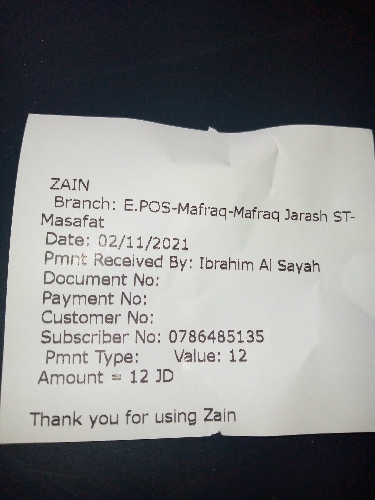 ZAIN
Branch: E.POS-Mafraq-Mafraq Jarash ST-
Masafat
Date: 02/11/2021
Pmnt Received By: Ibrahim Al Sayah
Document No:
Payment No:
Customer No:
Subscriber No: 0786485135
Pmnt Type: Value: 12
Amount = 12 JD
Thank you for using Zain